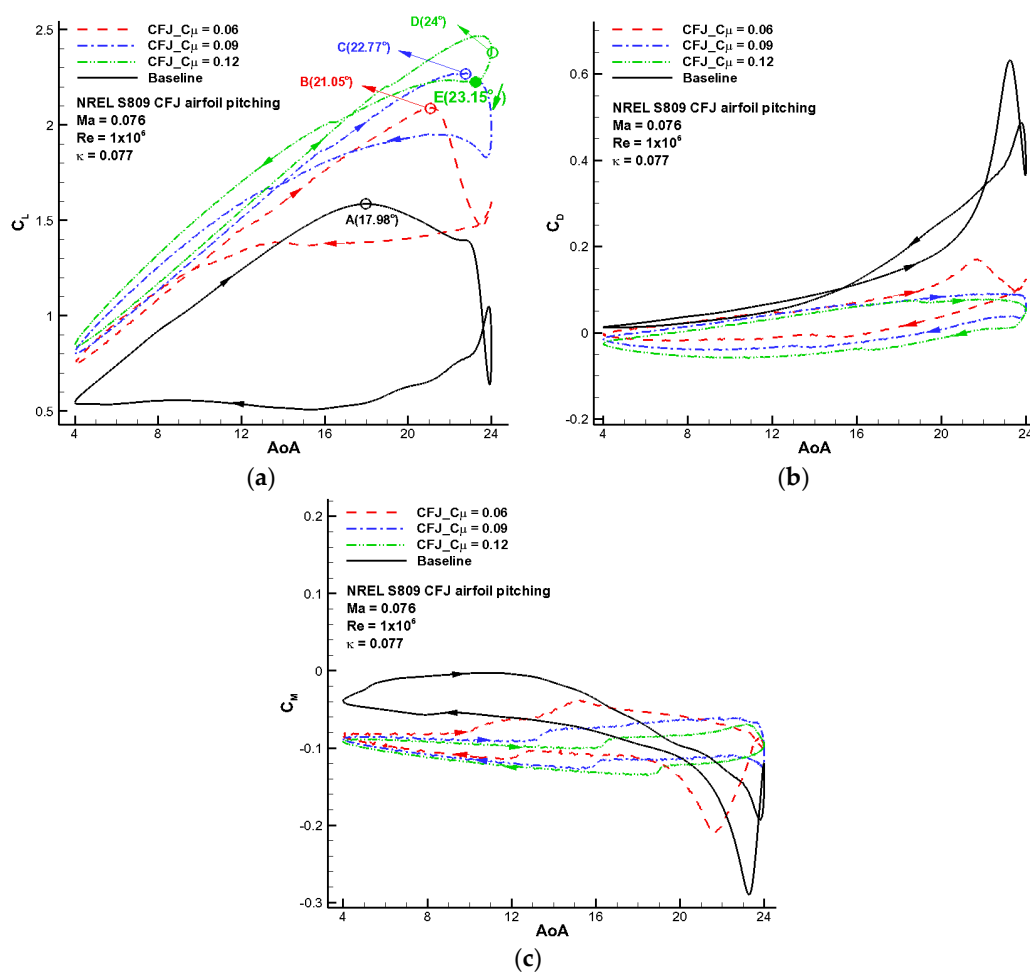 CFJ_Cμ = 0.06
CFJ_Cμ = 0.09
CFJ_Cμ = 0.12
Baseline
NREL S809 CFJ airfoil pitching
Ma = 0.076
Re = 1x10⁶
κ = 0.077
D(24°)
C(22.77°)
B(21.05°)
E(23.15°)
A(17.98°)
2.5
2
1.5
1
0.5
C_L
4 8 12 16 20 24
AoA
(a)
CFJ_Cμ = 0.06
CFJ_Cμ = 0.09
CFJ_Cμ = 0.12
Baseline
NREL S809 CFJ airfoil pitching
Ma = 0.076
Re = 1x10⁶
κ = 0.077
0.6
0.4
0.2
0
-0.2
C_D
4 8 12 16 20 24
AoA
(b)
CFJ_Cμ = 0.06
CFJ_Cμ = 0.09
CFJ_Cμ = 0.12
Baseline
NREL S809 CFJ airfoil pitching
Ma = 0.076
Re = 1x10⁶
κ = 0.077
0.2
0.1
0
-0.1
-0.2
-0.3
C_M
4 8 12 16 20 24
AoA
(c)